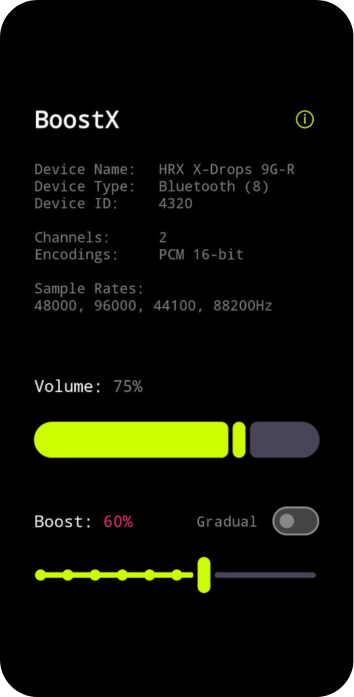 BoostX
Device Name: HRX X-Drops 9G-R
Device Type: Bluetooth (8)
Device ID: 4320
Channels: 2
Encodings: PCM 16-bit
Sample Rates:
48000, 96000, 44100, 88200Hz
Volume: 75%
Boost: 60% Gradual